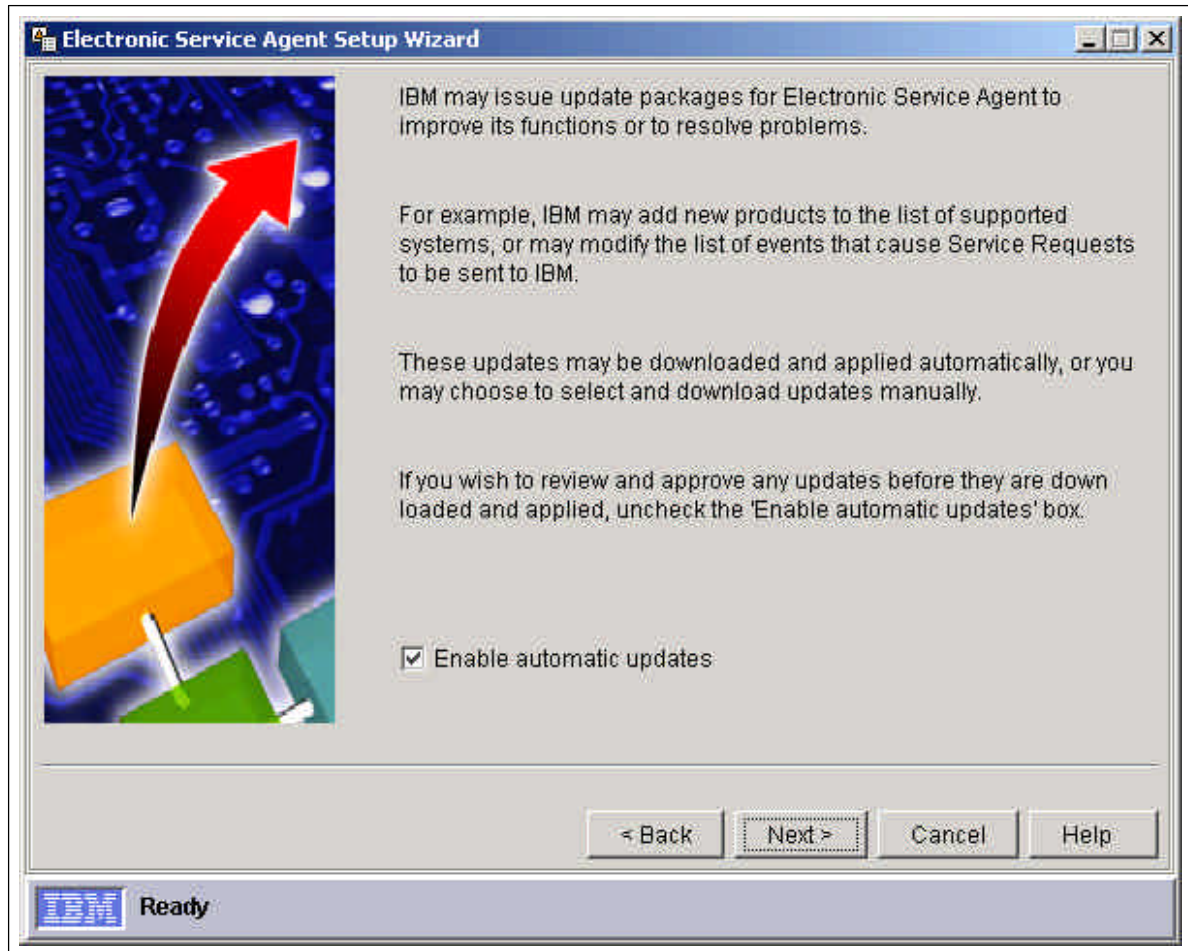 Electronic Service Agent Setup Wizard
IBM may issue update packages for Electronic Service Agent to
improve its functions or to resolve problems.
For example, IBM may add new products to the list of supported
systems, or may modify the list of events that cause Service Requests
to be sent to IBM.
These updates may be downloaded and applied automatically, or you
may choose to select and download updates manually.
If you wish to review and approve any updates before they are down
loaded and applied, uncheck the 'Enable automatic updates' box.
Enable automatic updates
< Back Next > Cancel Help
IBM Ready